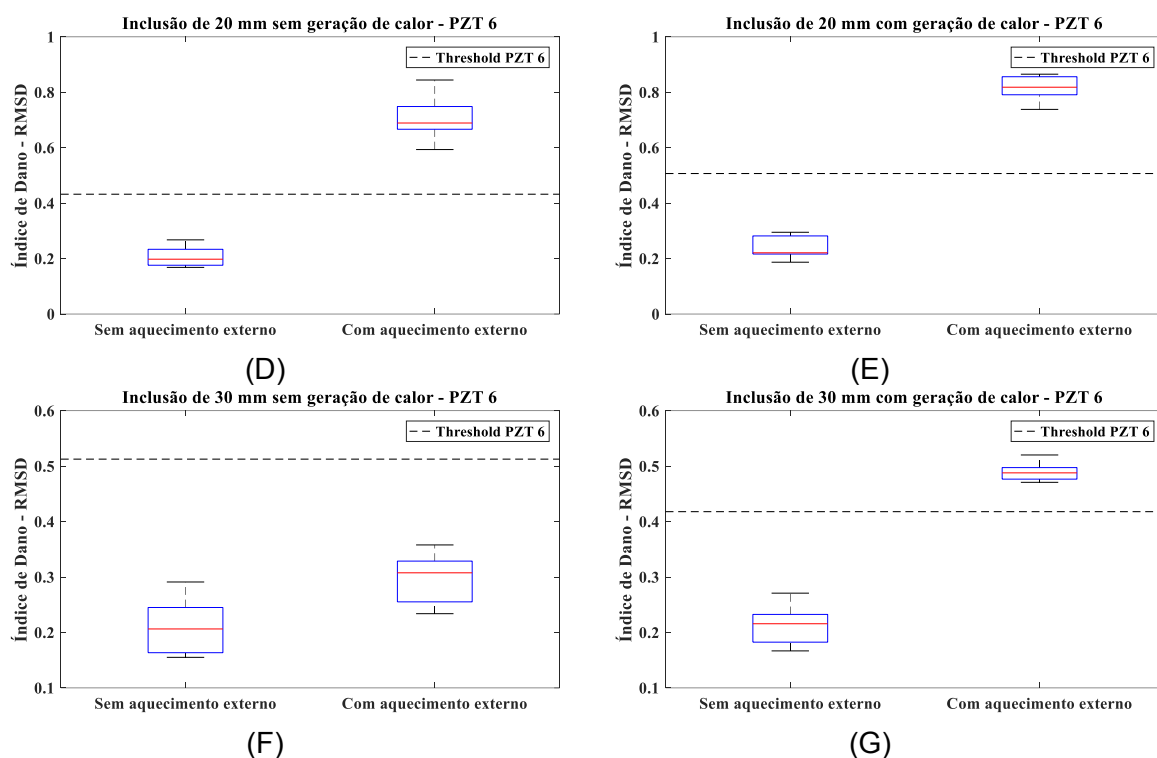 Inclusão de 20 mm sem geração de calor - PZT 6
1
0.8
0.6
0.4
0.2
0
Índice de Dano - RMSD
Threshold PZT 6
Sem aquecimento externo
Com aquecimento externo
(D)
Inclusão de 20 mm com geração de calor - PZT 6
1
0.8
0.6
0.4
0.2
0
Índice de Dano - RMSD
Threshold PZT 6
Sem aquecimento externo
Com aquecimento externo
(E)
Inclusão de 30 mm sem geração de calor - PZT 6
0.6
0.5
0.4
0.3
0.2
0.1
Índice de Dano - RMSD
Threshold PZT 6
Sem aquecimento externo
Com aquecimento externo
(F)
Inclusão de 30 mm com geração de calor - PZT 6
0.6
0.5
0.4
0.3
0.2
0.1
Índice de Dano - RMSD
Threshold PZT 6
Sem aquecimento externo
Com aquecimento externo
(G)